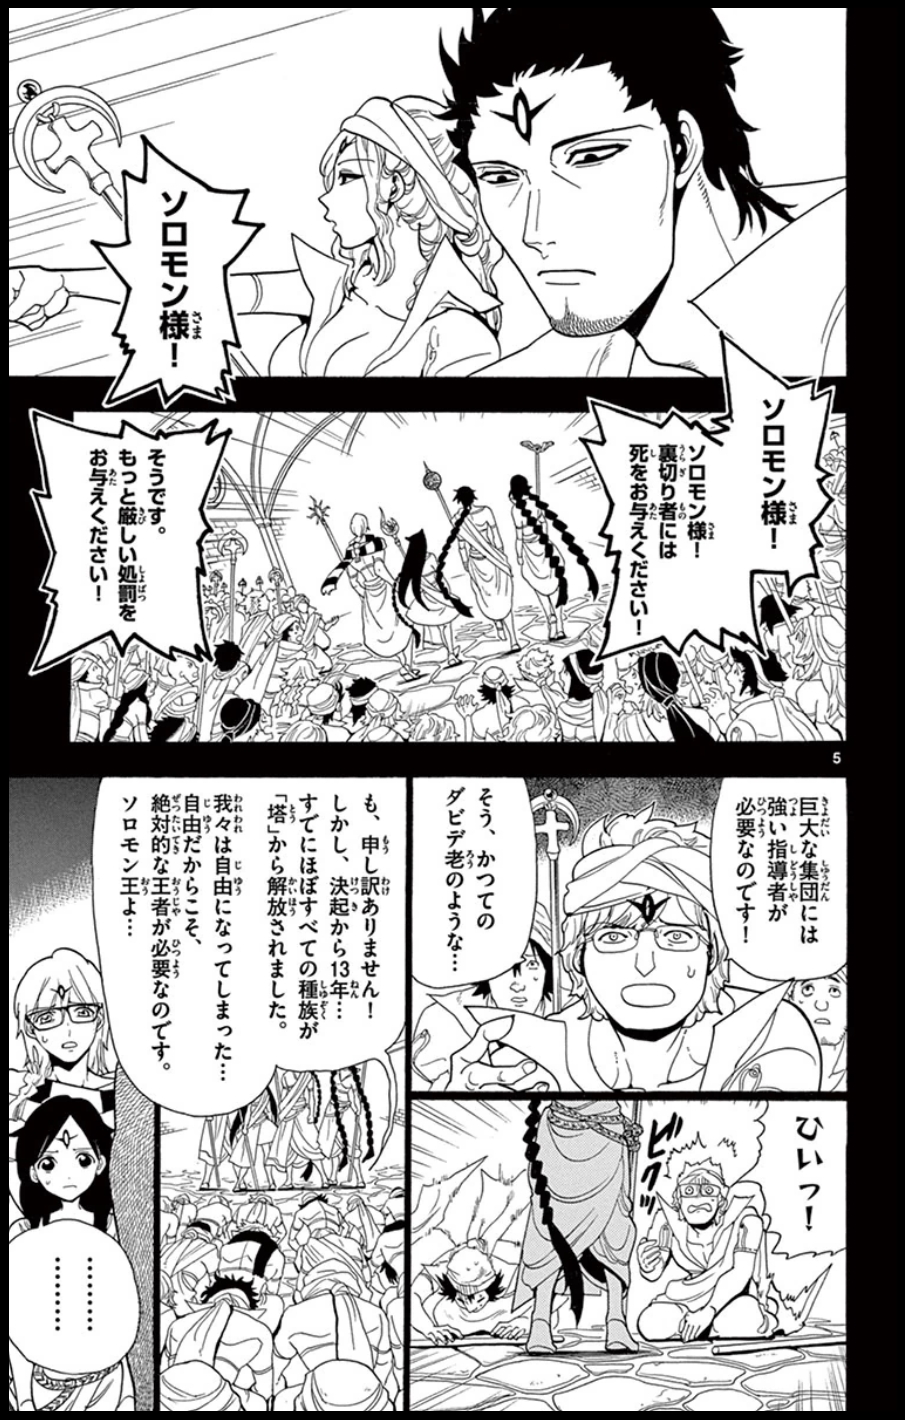 ソロモン様！
ソロモン様！
ソロモン様！
裏切り者には
死をお与えください！
そうです。
もっと厳しい処罰を
お与えください！
5
巨大な集団には
強い指導者が
必要なのです！
そう、かつての
ダビデ老のような…
ひいっ！
ビクッ
も、申し訳ありません！
しかし、決起から13年…
すでにほぼすべての種族が
「塔」から解放されました。
我々は自由になってしまった…
自由だからこそ、
絶対的な王者が必要なのです。
ソロモン王よ…
………
………